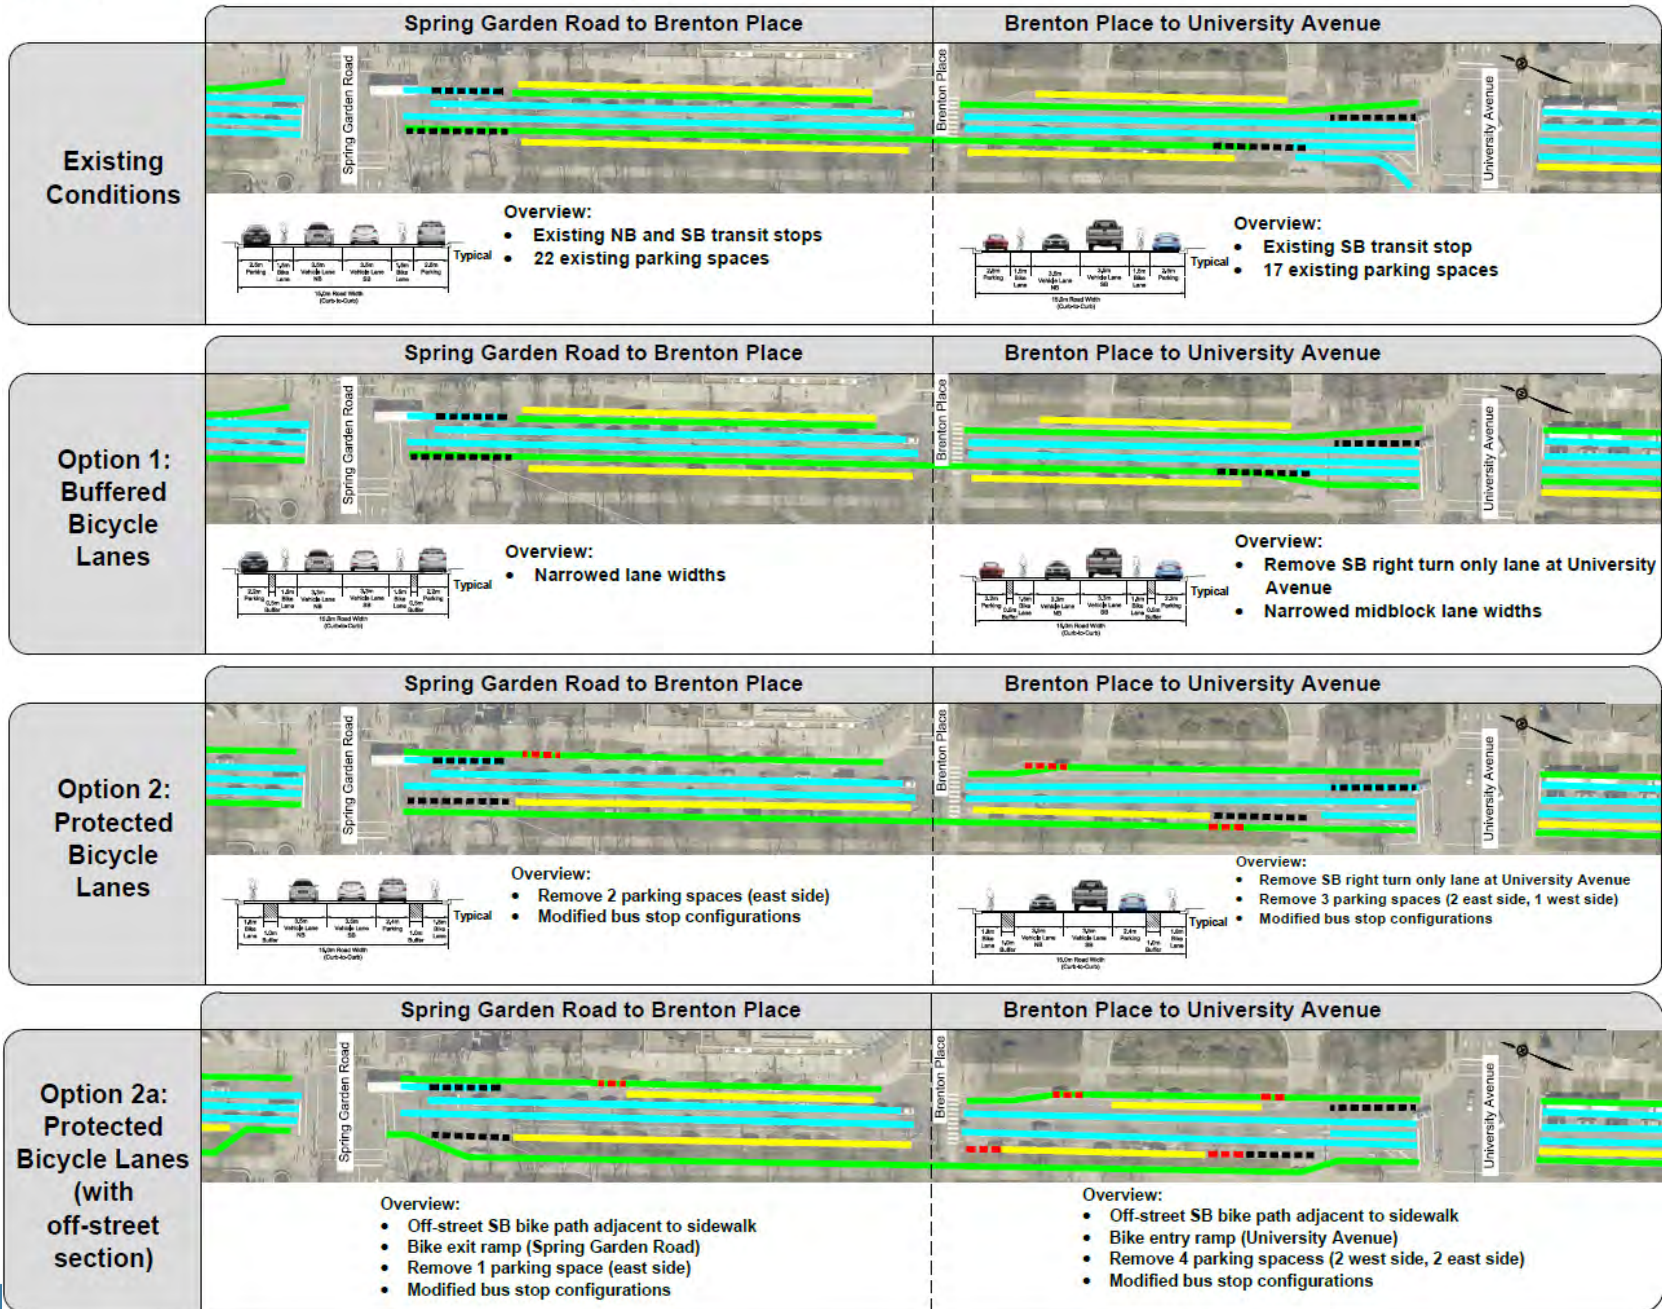 Spring Garden Road to Brenton Place
Brenton Place to University Avenue
Existing
Conditions
Spring Garden Road
Brenton Place
University Avenue
Typical
Overview:
• Existing NB and SB transit stops
• 22 existing parking spaces
Typical
Overview:
• Existing SB transit stop
• 17 existing parking spaces
Spring Garden Road to Brenton Place
Brenton Place to University Avenue
Option 1:
Buffered
Bicycle
Lanes
Spring Garden Road
Brenton Place
University Avenue
Typical
Overview:
• Narrowed lane widths
Typical
Overview:
• Remove SB right turn only lane at University
Avenue
• Narrowed midblock lane widths
Spring Garden Road to Brenton Place
Brenton Place to University Avenue
Option 2:
Protected
Bicycle
Lanes
Spring Garden Road
Brenton Place
University Avenue
Typical
Overview:
• Remove 2 parking spaces (east side)
• Modified bus stop configurations
Typical
Overview:
• Remove SB right turn only lane at University Avenue
• Remove 3 parking spaces (2 east side, 1 west side)
• Modified bus stop configurations
Spring Garden Road to Brenton Place
Brenton Place to University Avenue
Option 2a:
Protected
Bicycle Lanes
(with
off-street
section)
Spring Garden Road
Brenton Place
University Avenue
Overview:
• Off-street SB bike path adjacent to sidewalk
• Bike exit ramp (Spring Garden Road)
• Remove 1 parking space (east side)
• Modified bus stop configurations
Overview:
• Off-street SB bike path adjacent to sidewalk
• Bike entry ramp (University Avenue)
• Remove 4 parking spacess (2 west side, 2 east side)
• Modified bus stop configurations